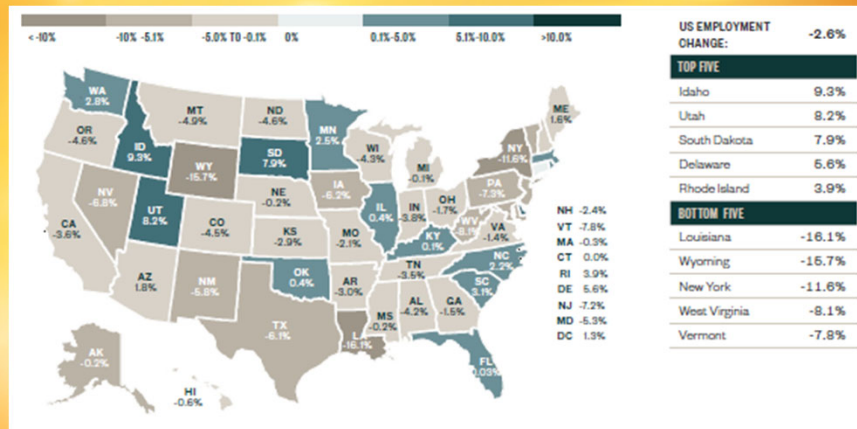 < -10%
-10% -5.1%
-5.0% TO -0.1%
0%
0.1%-5.0%
5.1%-10.0%
>10.0%
WA
2.8%
OR
-4.6%
CA
-3.6%
NV
-6.8%
ID
9.3%
MT
-4.9%
WY
-15.7%
UT
8.2%
AZ
1.8%
CO
-4.5%
NM
-5.8%
ND
-4.6%
SD
7.9%
NE
-0.2%
KS
-2.9%
OK
0.4%
TX
-6.1%
MN
2.5%
IA
-6.2%
MO
-2.1%
AR
-3.0%
LA
-16.1%
WI
-4.3%
IL
0.4%
MI
-0.1%
IN
-3.8%
OH
-1.7%
KY
0.1%
TN
-3.5%
MS
-0.2%
AL
-4.2%
GA
-1.5%
FL
0.03%
SC
3.1%
NC
2.2%
VA
-1.4%
WV
-8.1%
PA
-7.3%
NY
-11.6%
ME
1.6%
AK
-0.2%
HI
-0.6%
NH -2.4%
VT -7.8%
MA -0.3%
CT 0.0%
RI 3.9%
DE 5.6%
NJ -7.2%
MD -5.3%
DC 1.3%
US EMPLOYMENT
CHANGE: -2.6%
TOP FIVE
Idaho 9.3%
Utah 8.2%
South Dakota 7.9%
Delaware 5.6%
Rhode Island 3.9%
BOTTOM FIVE
Louisiana -16.1%
Wyoming -15.7%
New York -11.6%
West Virginia -8.1%
Vermont -7.8%